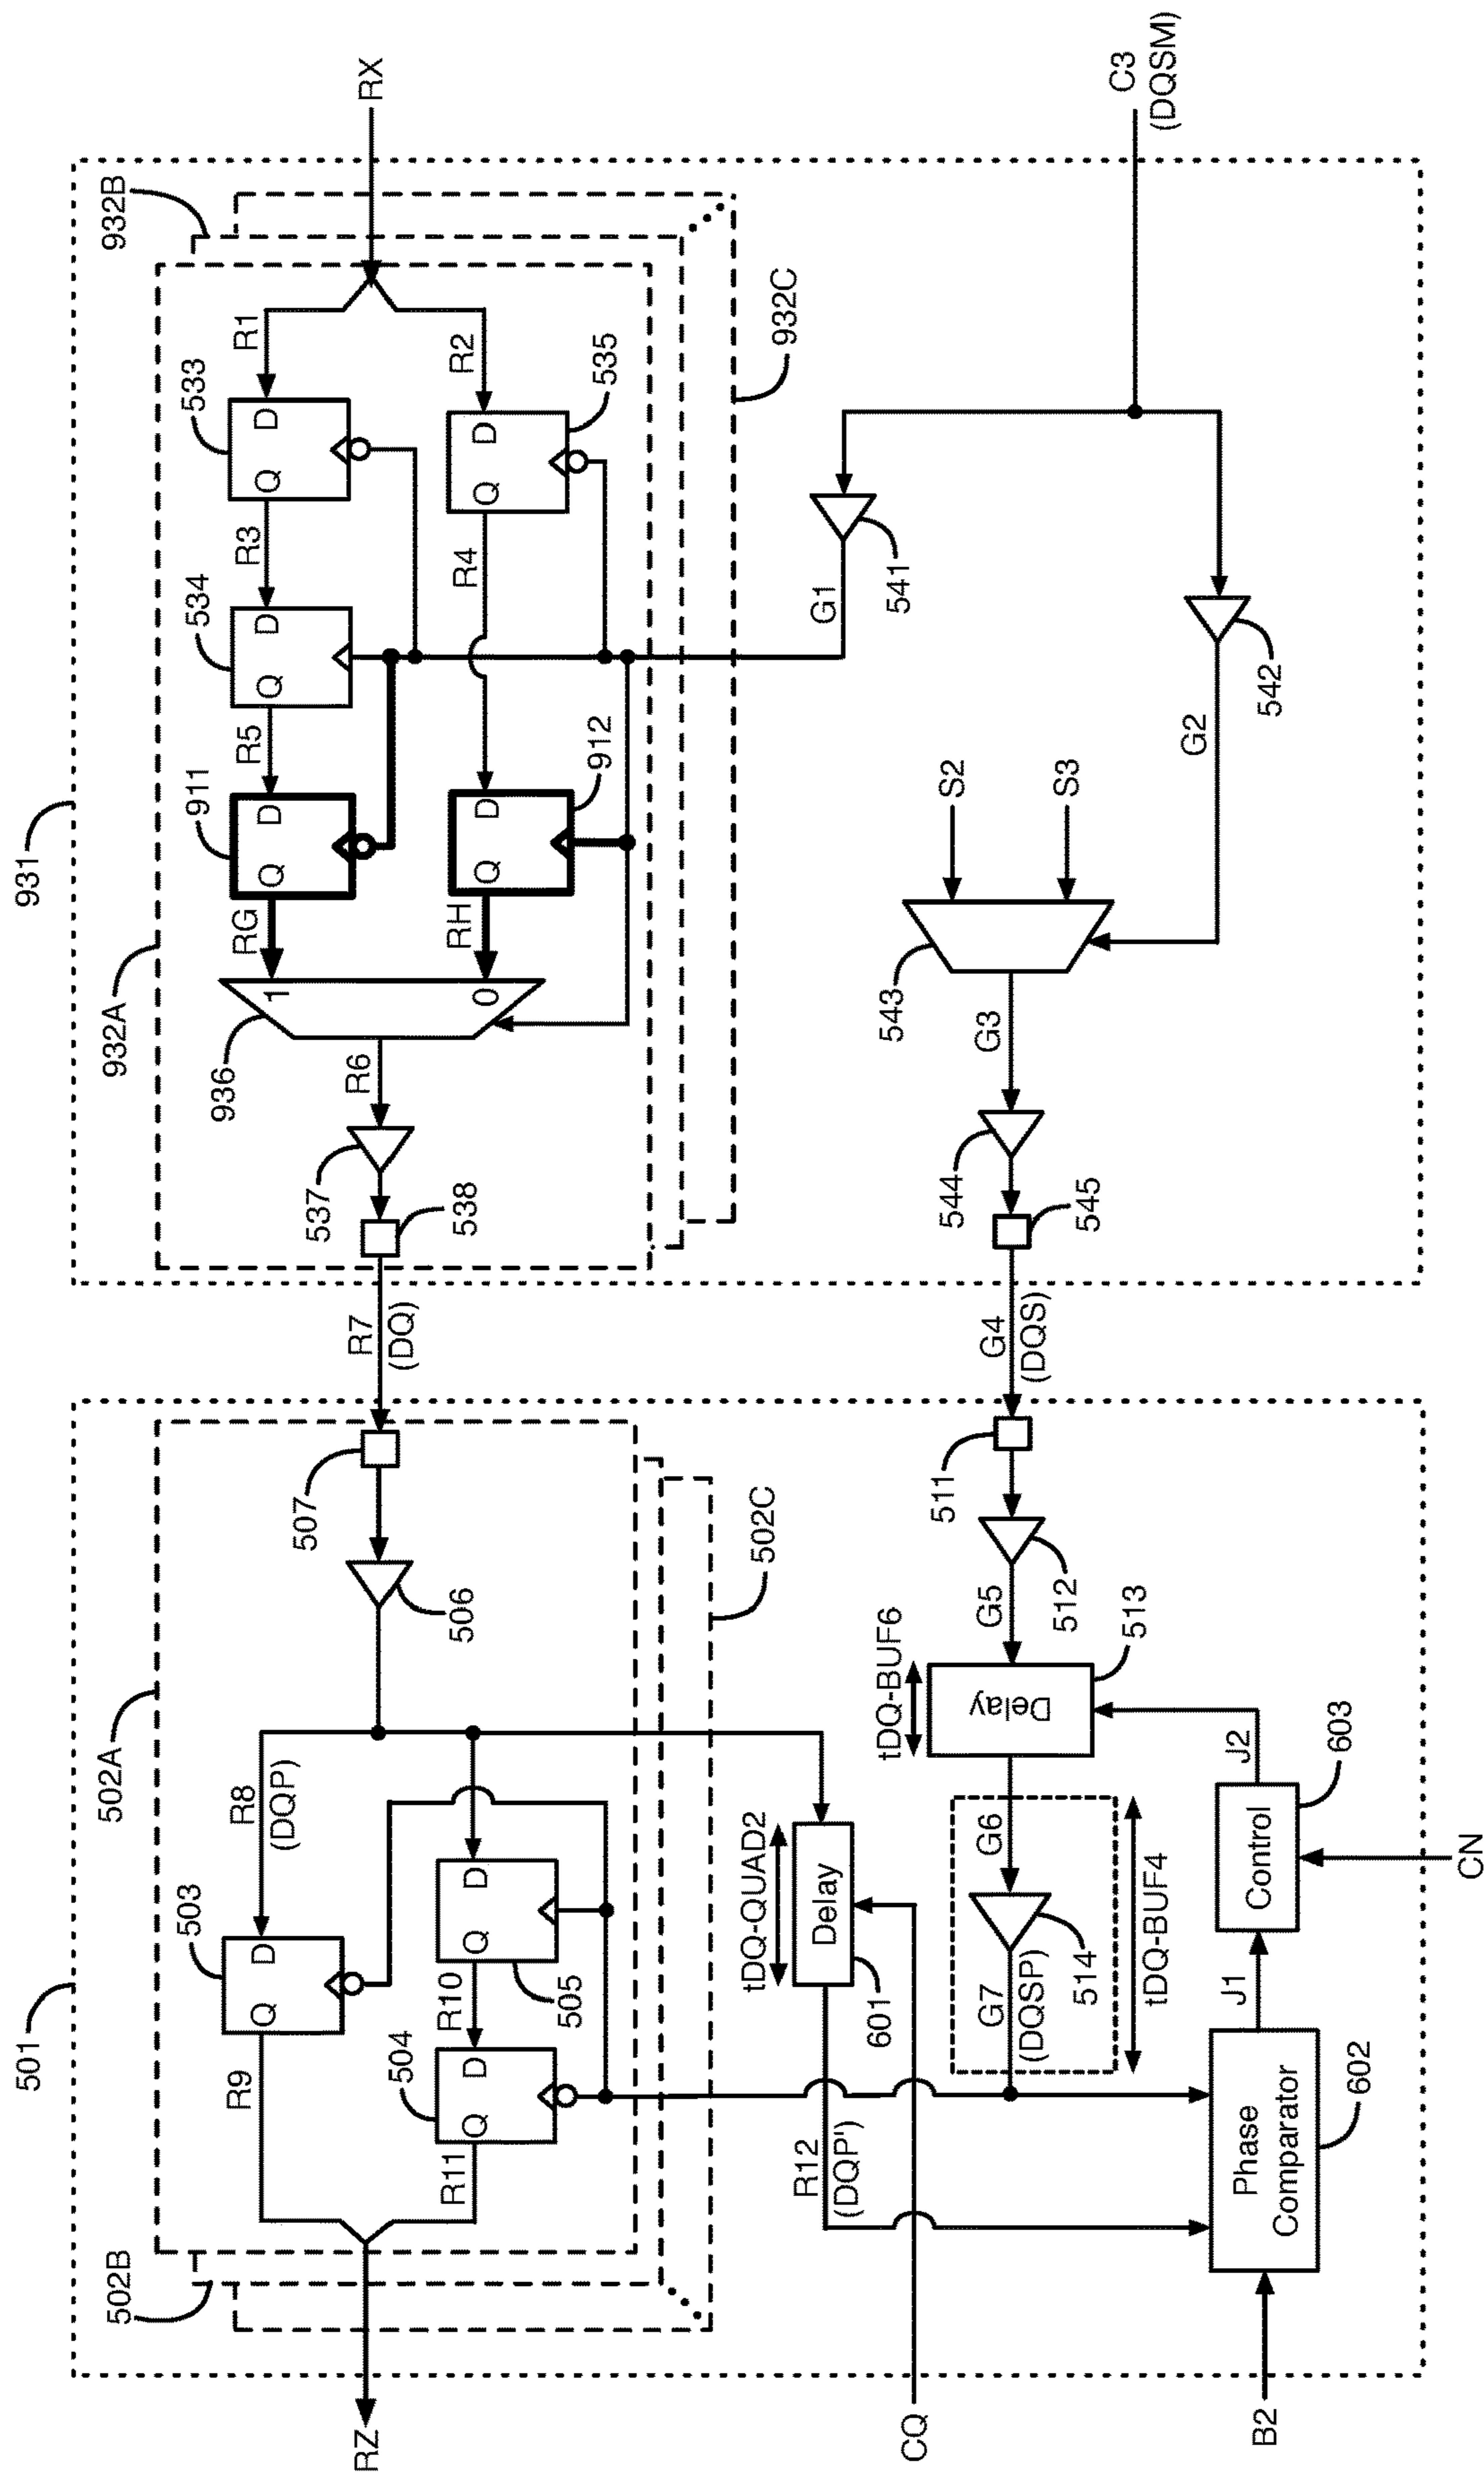 931
932A
932B
RX
533
R1
D
Q
R3
534
D
Q
R5
911
D
Q
RG
1
936
0
RH
912
D
Q
R4
R2
535
D
Q
932C
R6
537
538
R7
(DQ)
C3
(DQSM)
541
G1
542
G2
S2
S3
543
G3
544
545
G4
(DQS)
501
502A
502B
502C
507
506
R8
(DQP)
503
D
Q
R9
505
D
Q
R10
504
D
Q
R11
RZ
tDQ-QUAD2
Delay
601
R12
(DQP')
CQ
511
512
G5
tDQ-BUF6
Delay
513
G6
514
G7
(DQSP)
tDQ-BUF4
J2
603
Control
CN
J1
Phase
Comparator
602
B2